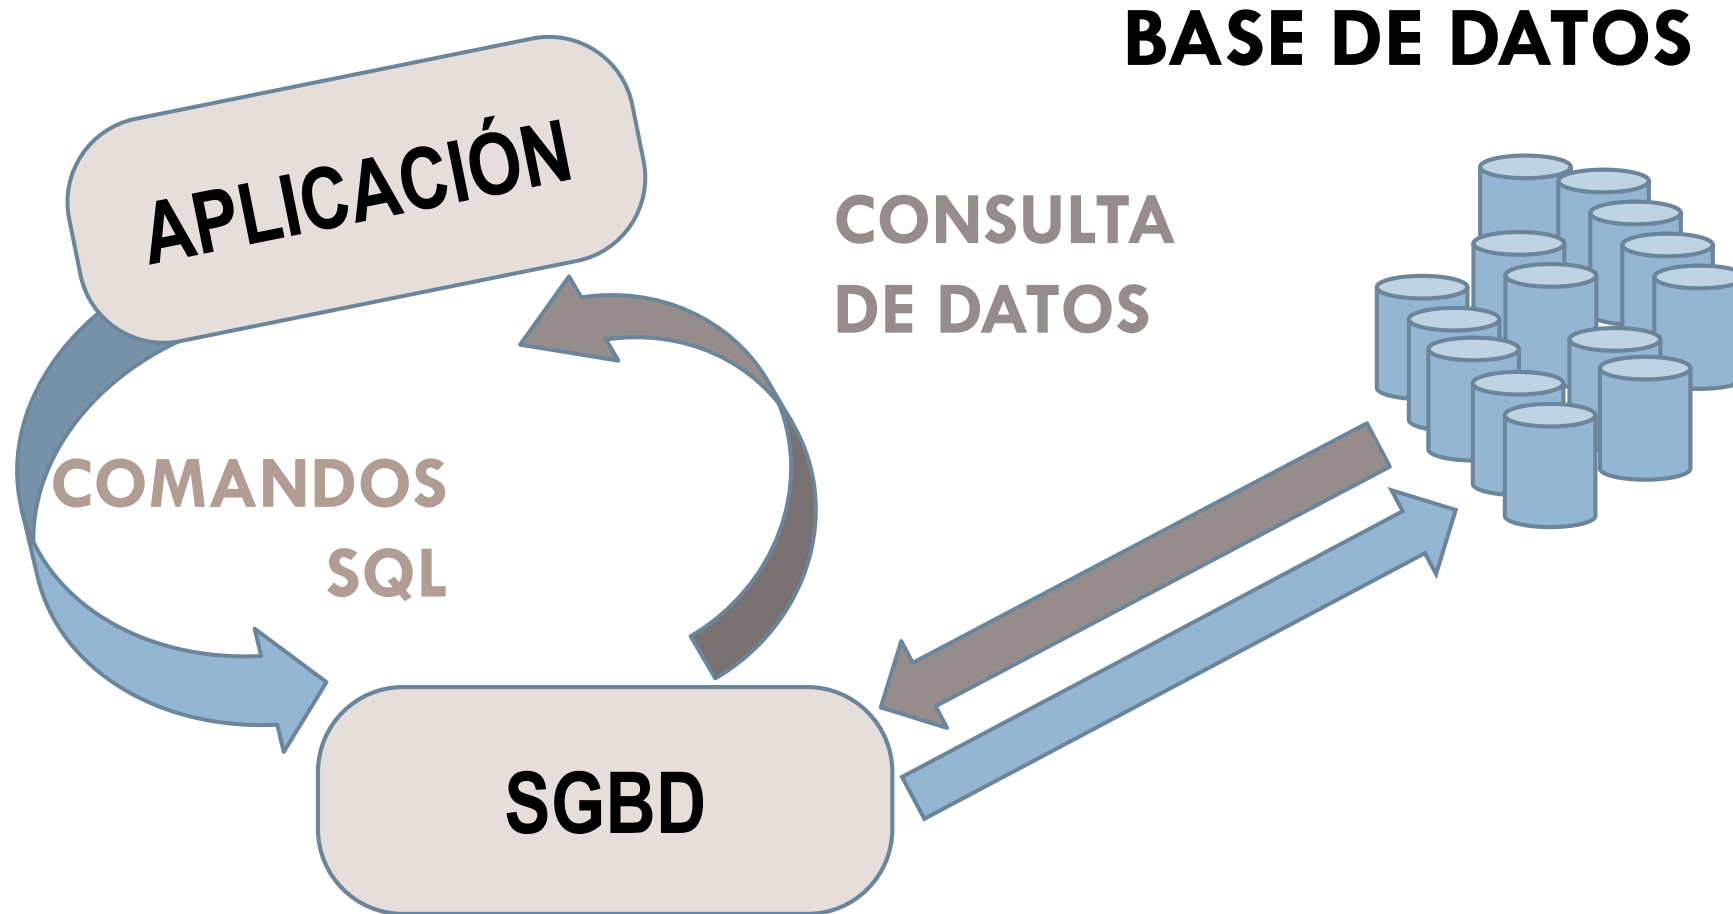 BASE DE DATOS
APLICACIÓN
CONSULTA
DE DATOS
COMANDOS
SQL
SGBD